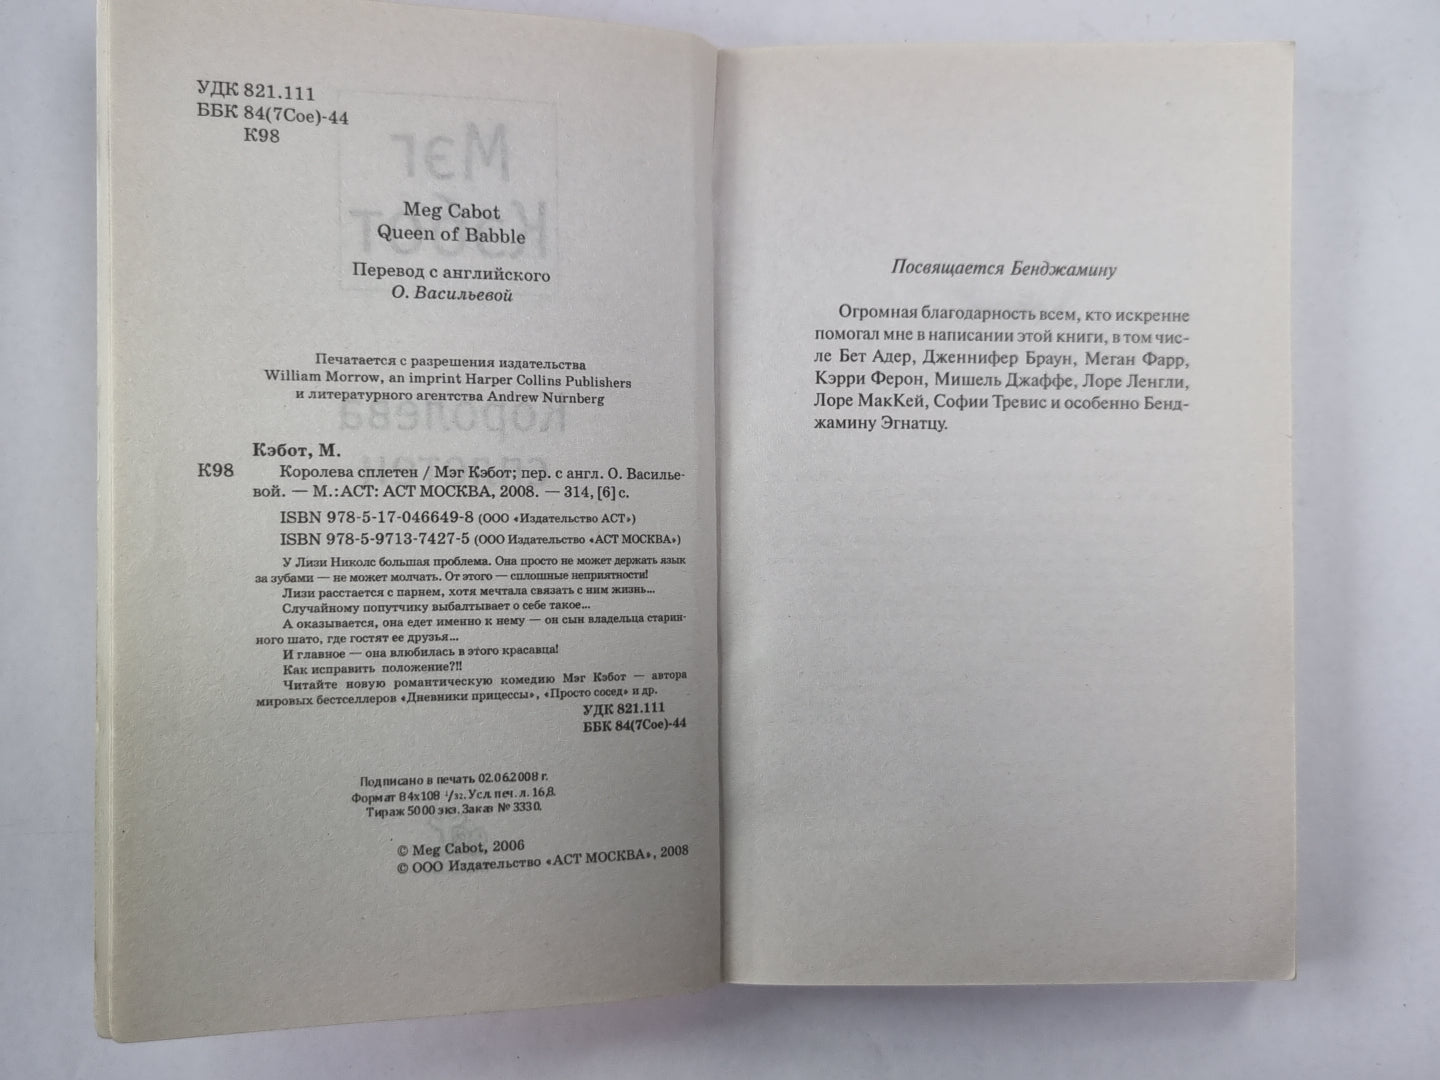 УДК 821.111
ББК 84(7Сое)-44
К98
Meg Cabot
Queen of Babble
Перевод с английского
О. Васильевой
Печатается с разрешения издательства
William Morrow, an imprint Harper Collins Publishers
и литературного агентства Andrew Nurnberg
Кэбот, М.
К98 Королева сплетен / Мэг Кэбот; пер. с англ. О. Василье-
вой. — М.: АСТ: АСТ МОСКВА, 2008. — 314, [6] с.
ISBN 978-5-17-046649-8 (ООО «Издательство АСТ»)
ISBN 978-5-9713-7427-5 (ООО Издательство «АСТ МОСКВА»)
У Лизи Николс большая проблема. Она просто не может держать язык
за зубами — не может молчать. От этого — сплошные неприятности!
Лизи расстается с парнем, хотя мечтала связать с ним жизнь...
Случайному попутчику выбалтывает о себе такое...
А оказывается, она едет именно к нему — он сын владельца старин-
ного шато, где гостят ее друзья...
И главное — она влюбилась в этого красавца!
Как исправить положение?!!
Читайте новую романтическую комедию Мэг Кэбот — автора
мировых бестселлеров «Дневники прицессы», «Просто сосед» и др.
УДК 821.111
ББК 84(7Сое)-44
Подписано в печать 02.06.2008 г.
Формат 84x108 1/32. Усл. печ. л. 16,8.
Тираж 5000 экз. Заказ № 3330.
© Meg Cabot, 2006
© ООО Издательство «АСТ МОСКВА», 2008
Посвящается Бенджамину
Огромная благодарность всем, кто искренне
помогал мне в написании этой книги, в том чис-
ле Бет Адер, Дженнифер Браун, Меган Фарр,
Кэрри Ферон, Мишель Джаффе, Лоре Ленгли,
Лоре МакКей, Софии Тревис и особенно Бенд-
жамину Эгнатцу.